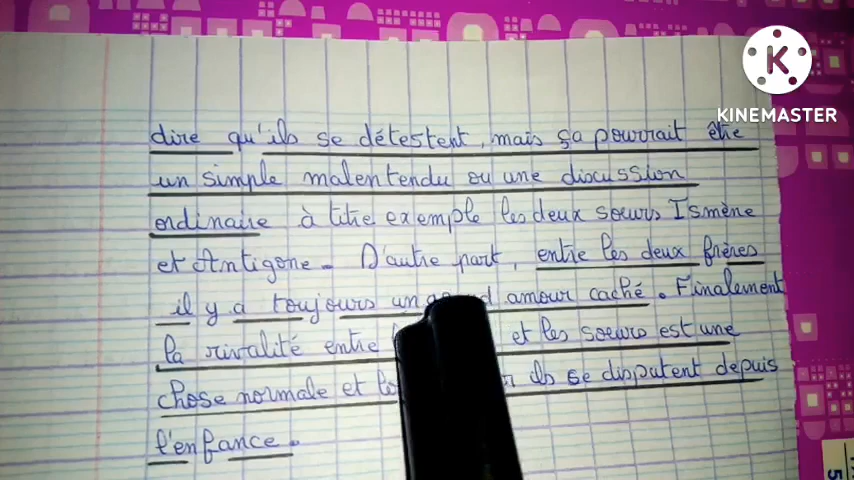 KINEMASTER
dire qu'ils se détestent, mais ça pourrait être
un simple malentendu ou une discussion
ordinaire à titre exemple les deux soeurs Ismène
et Antigone. D'autre part, entre les deux frères
il y a toujours un amour caché. Finalement
la rivalité entre et les soeurs est une
chose normale et ils se disputent depuis
l'enfance.